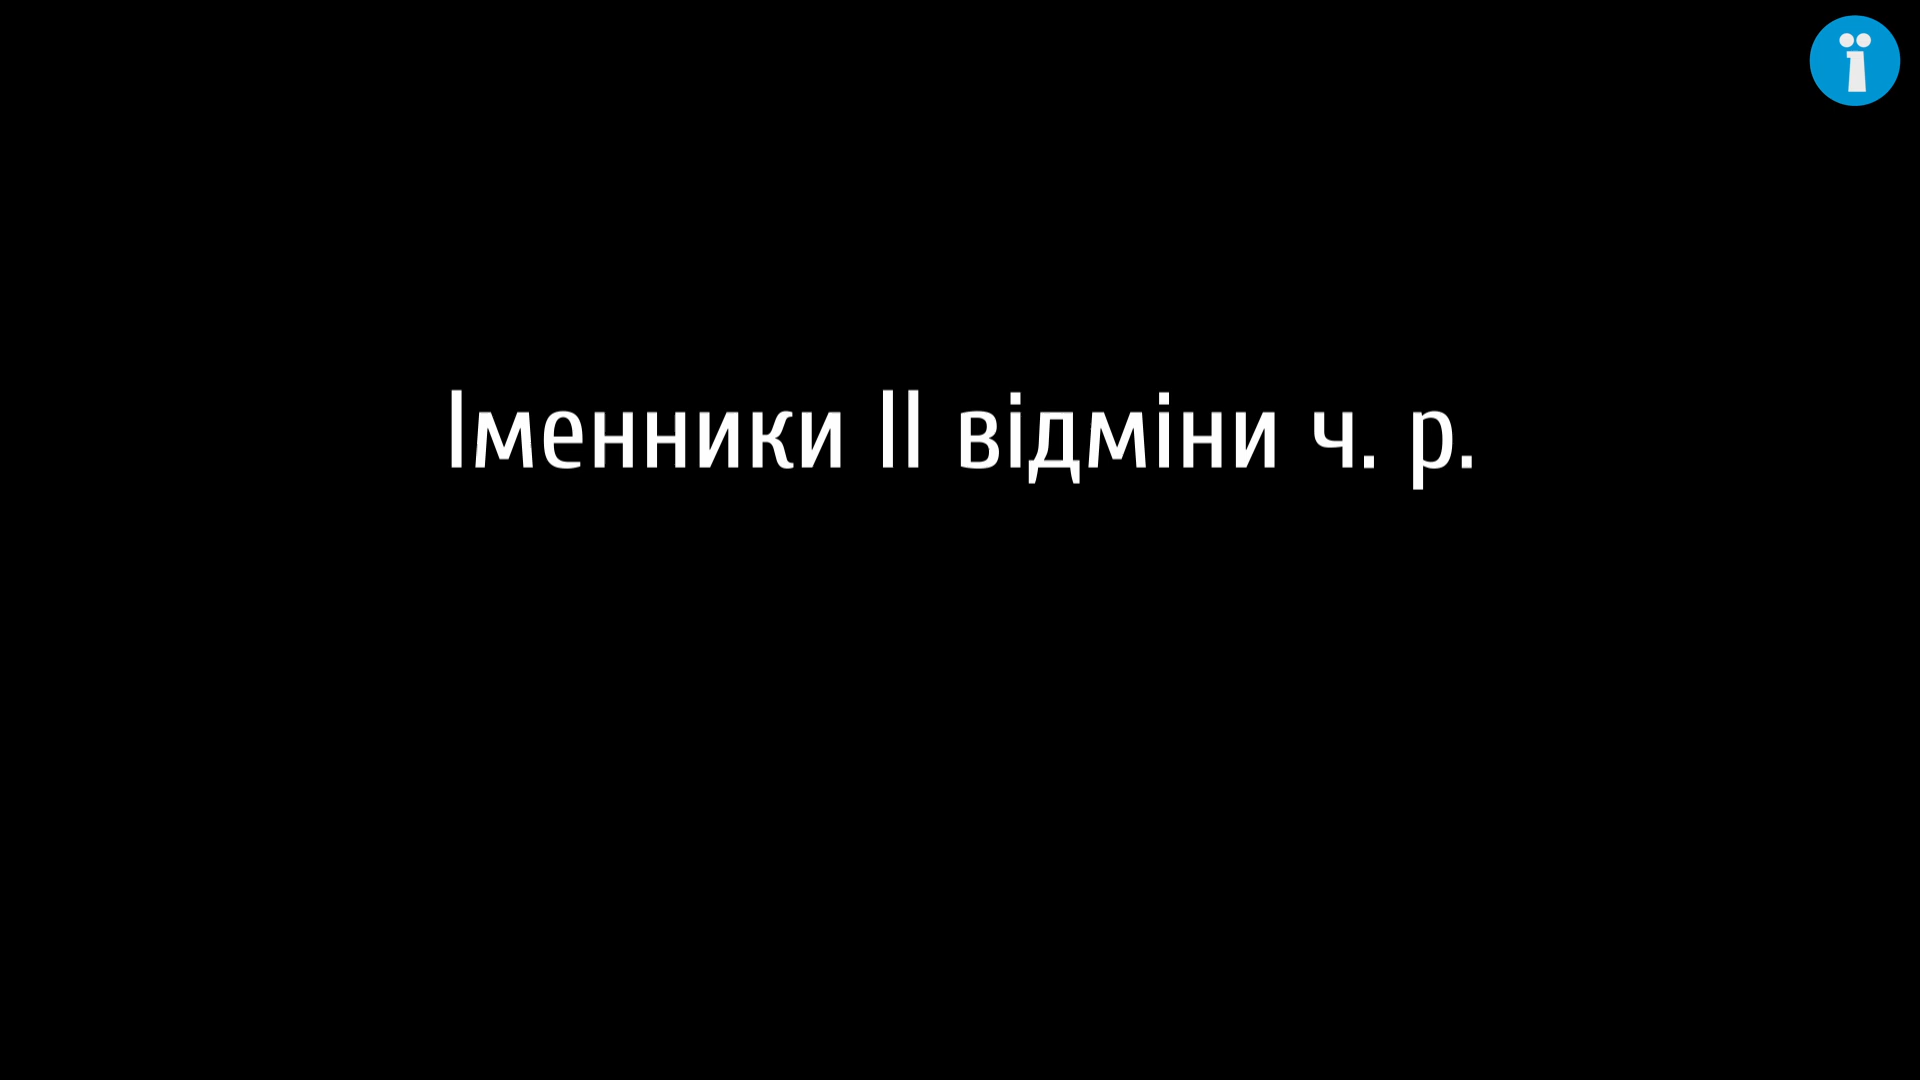 ї
Іменники ІІ відміни ч. р.